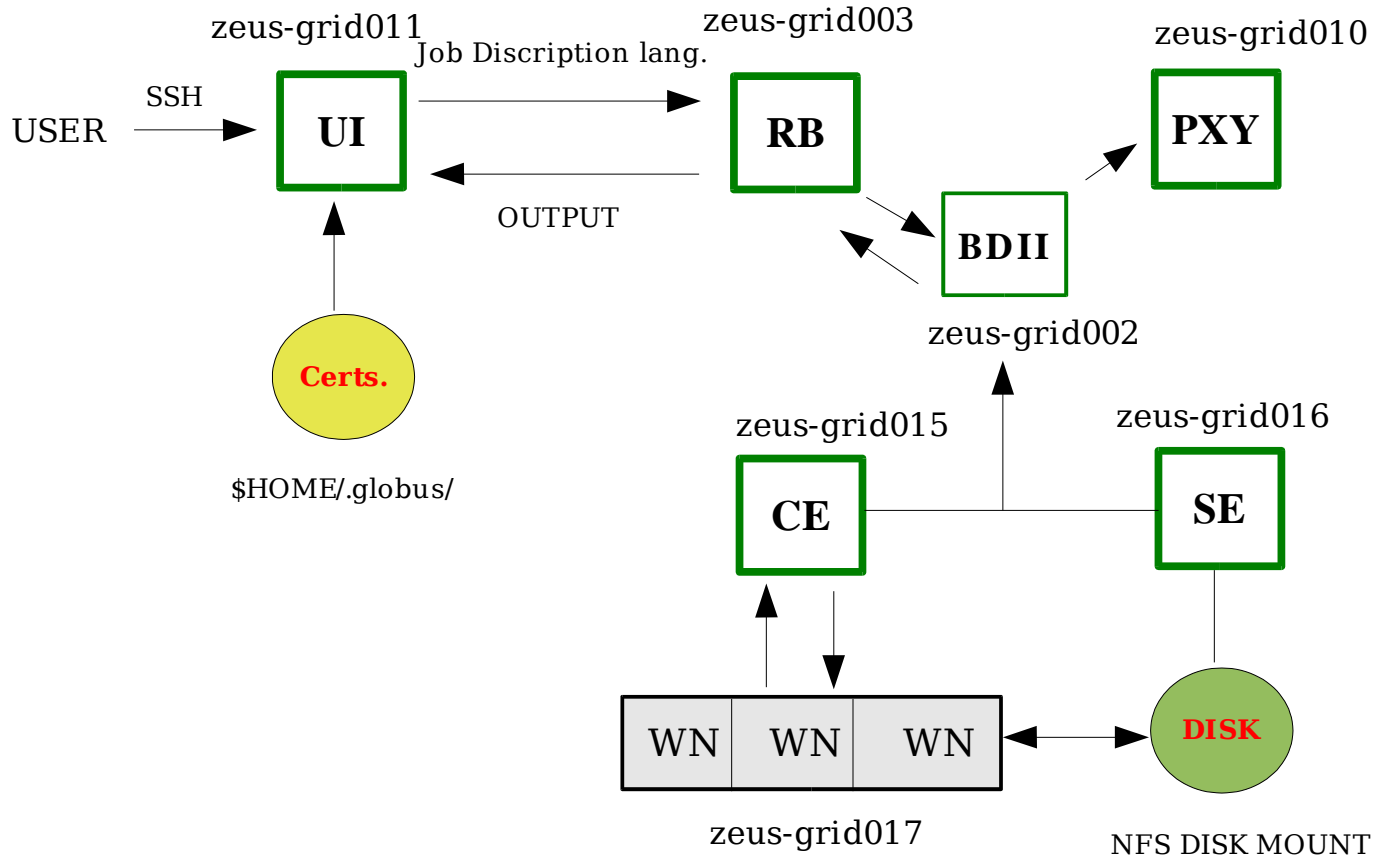 zeus-grid011
zeus-grid003
zeus-grid010
Job Discription lang.
SSH
USER
UI
RB
PXY
OUTPUT
BDII
zeus-grid002
Certs.
$HOME/.globus/
zeus-grid015
zeus-grid016
CE
SE
WN WN WN
DISK
zeus-grid017
NFS DISK MOUNT